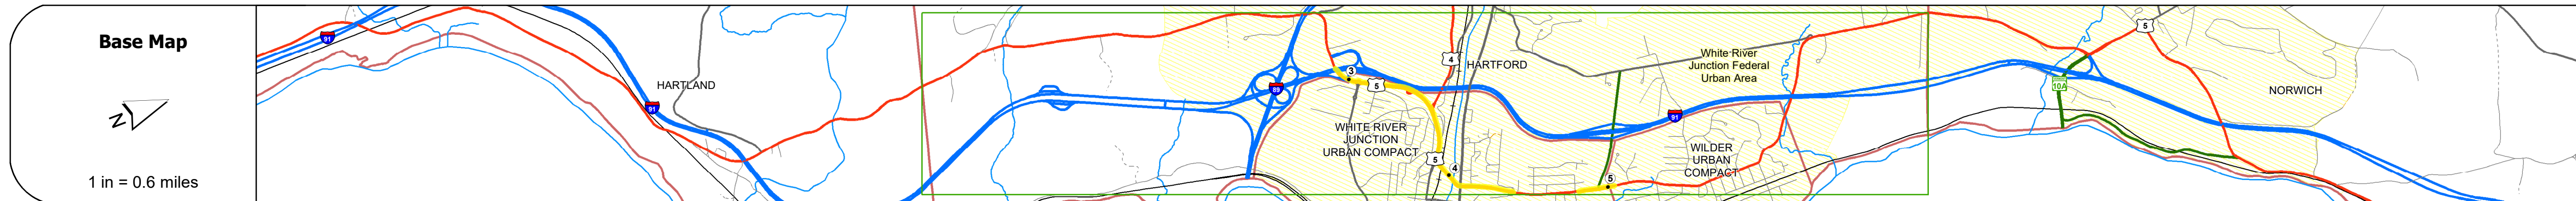 Base Map
N
1 in = 0.6 miles
91
HARTLAND
91
89
3
5
4
HARTFORD
WHITE RIVER
JUNCTION
URBAN COMPACT
5
4
5
White River
Junction Federal
Urban Area
91
WILDER
URBAN
COMPACT
10A
5
NORWICH